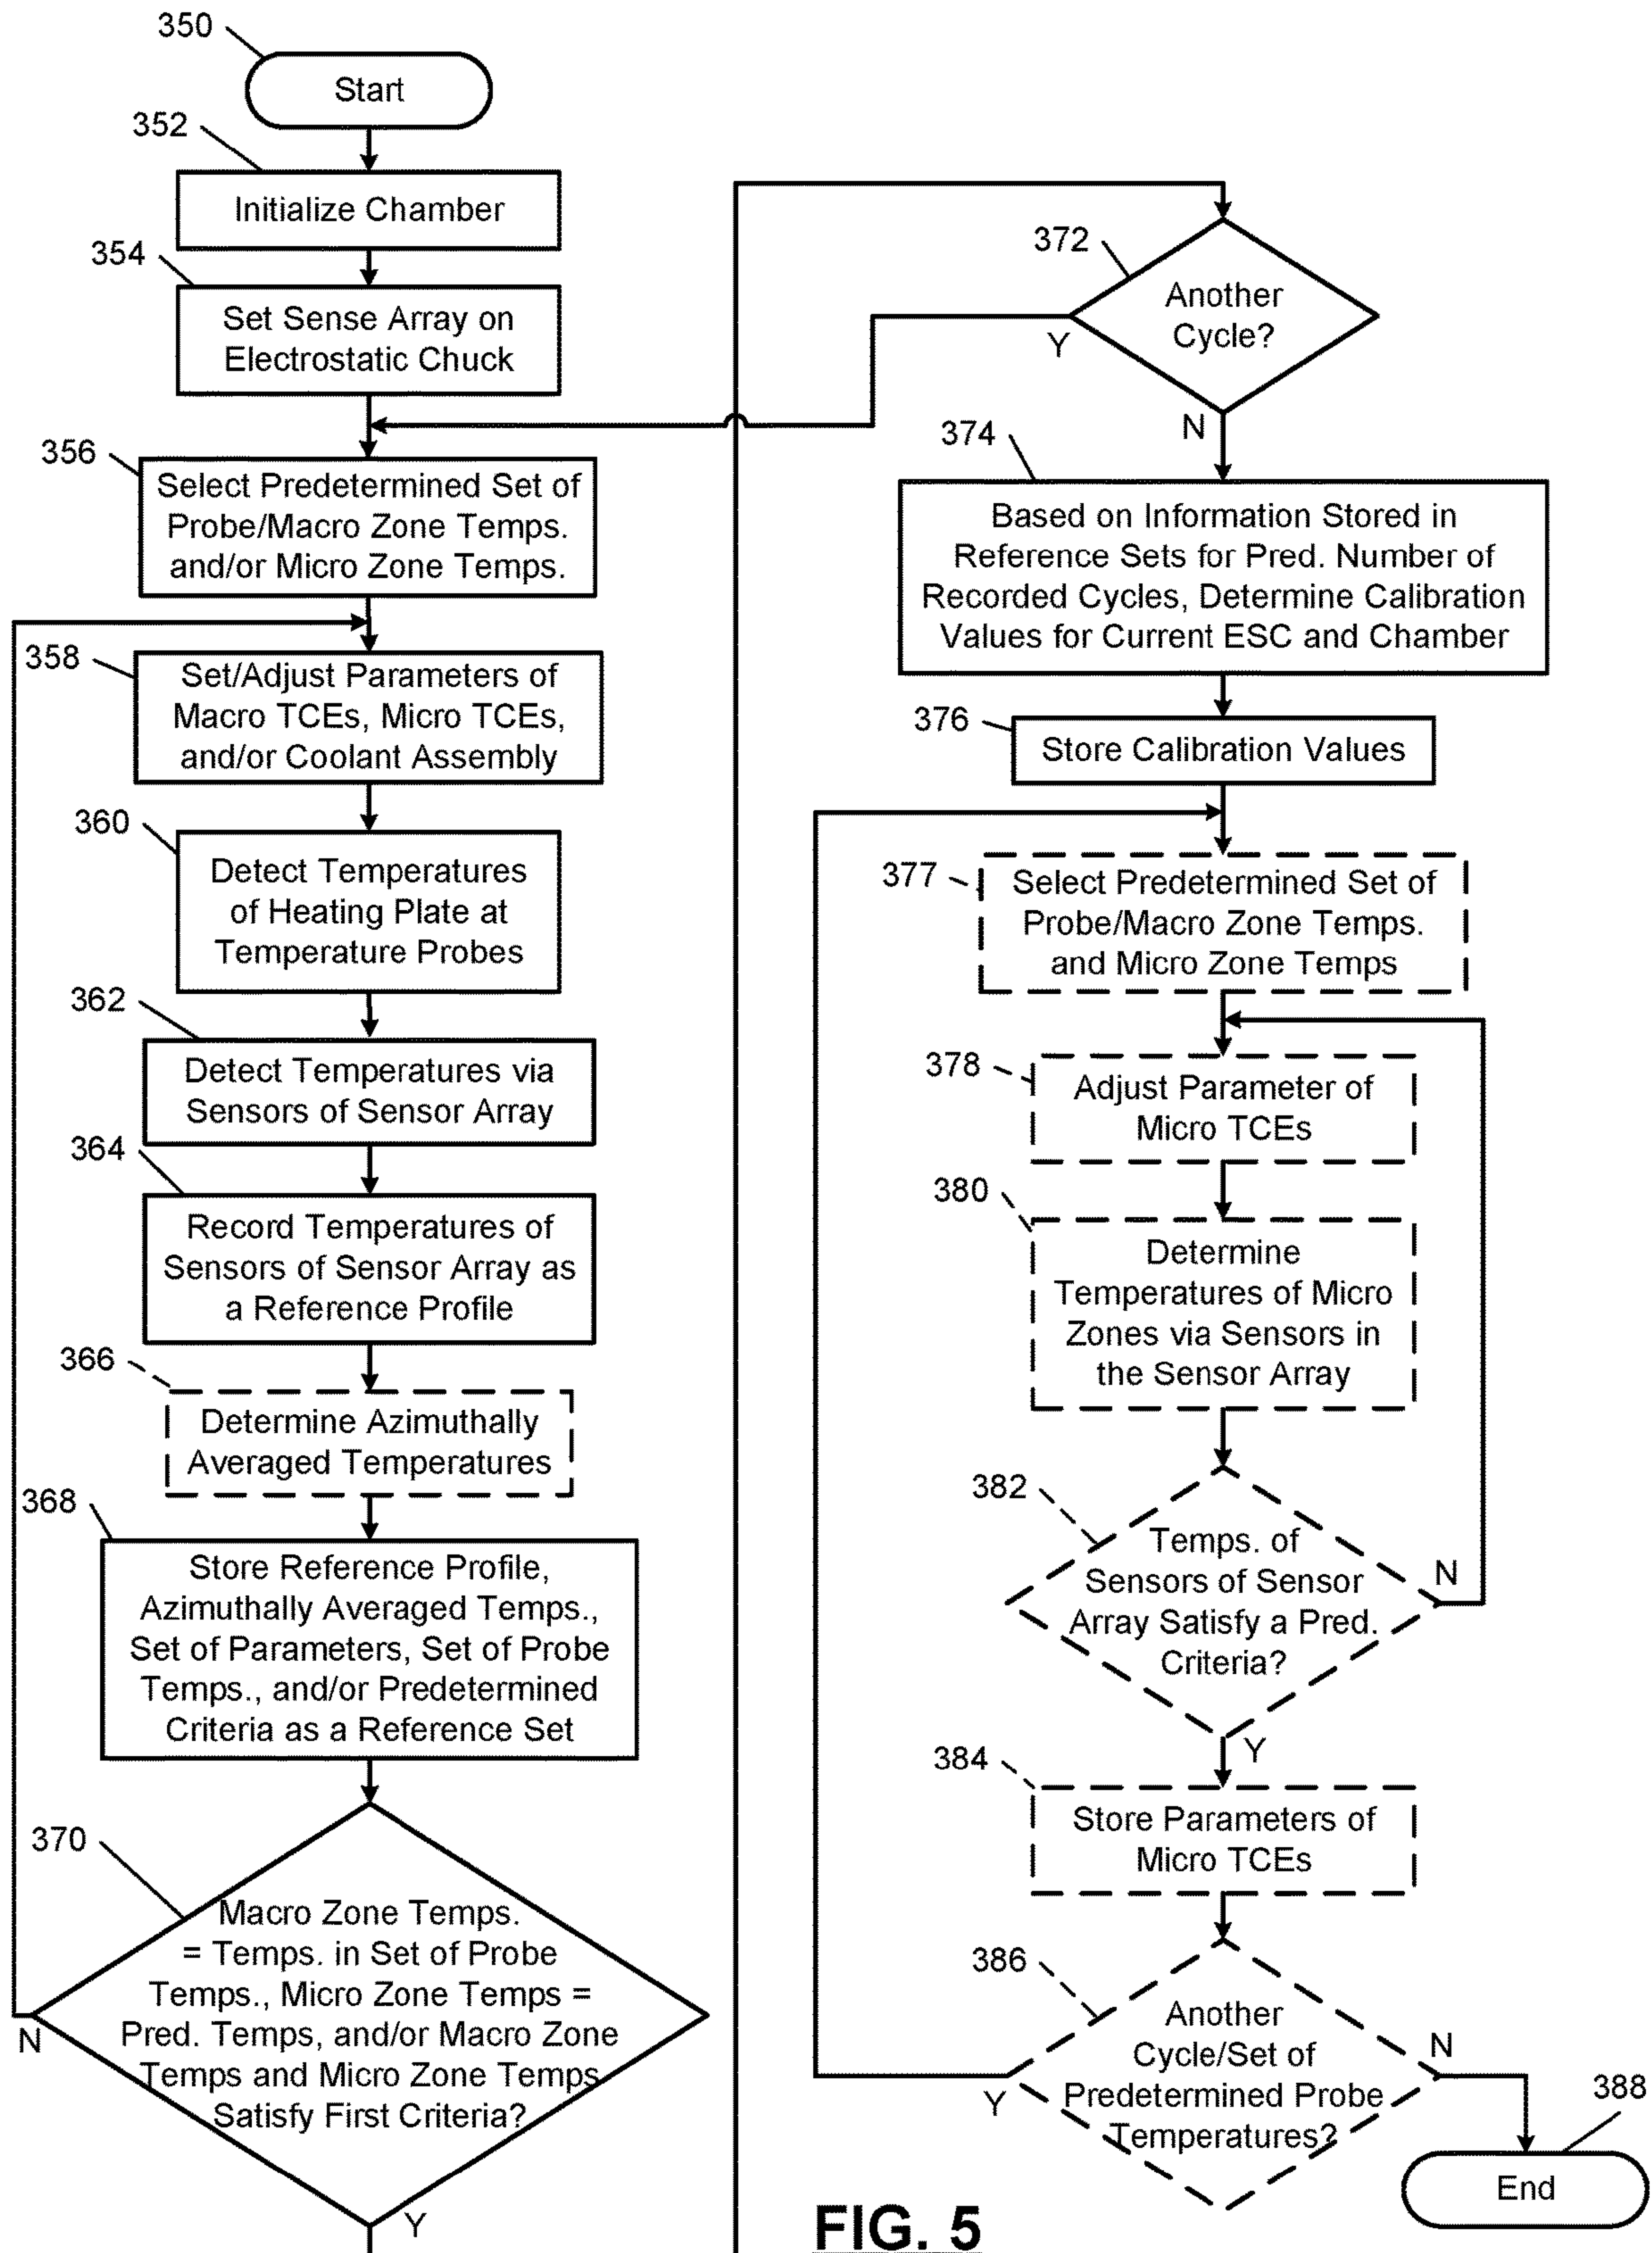 350
Start
352
Initialize Chamber
354
Set Sense Array on
Electrostatic Chuck
356
Select Predetermined Set of
Probe/Macro Zone Temps.
and/or Micro Zone Temps.
358
Set/Adjust Parameters of
Macro TCEs, Micro TCEs,
and/or Coolant Assembly
360
Detect Temperatures
of Heating Plate at
Temperature Probes
362
Detect Temperatures via
Sensors of Sensor Array
364
Record Temperatures of
Sensors of Sensor Array as
a Reference Profile
366
Determine Azimuthally
Averaged Temperatures
368
Store Reference Profile,
Azimuthally Averaged Temps.,
Set of Parameters, Set of Probe
Temps., and/or Predetermined
Criteria as a Reference Set
370
Macro Zone Temps.
= Temps. in Set of Probe
Temps., Micro Zone Temps =
Pred. Temps, and/or Macro Zone
Temps and Micro Zone Temps
Satisfy First Criteria?
N
Y
372
Another
Cycle?
Y
N
374
Based on Information Stored in
Reference Sets for Pred. Number of
Recorded Cycles, Determine Calibration
Values for Current ESC and Chamber
376
Store Calibration Values
377
Select Predetermined Set of
Probe/Macro Zone Temps.
and Micro Zone Temps
378
Adjust Parameter of
Micro TCEs
380
Determine
Temperatures of Micro
Zones via Sensors in
the Sensor Array
382
Temps. of
Sensors of Sensor
Array Satisfy a Pred.
Criteria?
N
Y
384
Store Parameters of
Micro TCEs
386
Another
Cycle/Set of
Predetermined Probe
Temperatures?
Y
N
388
End
FIG. 5